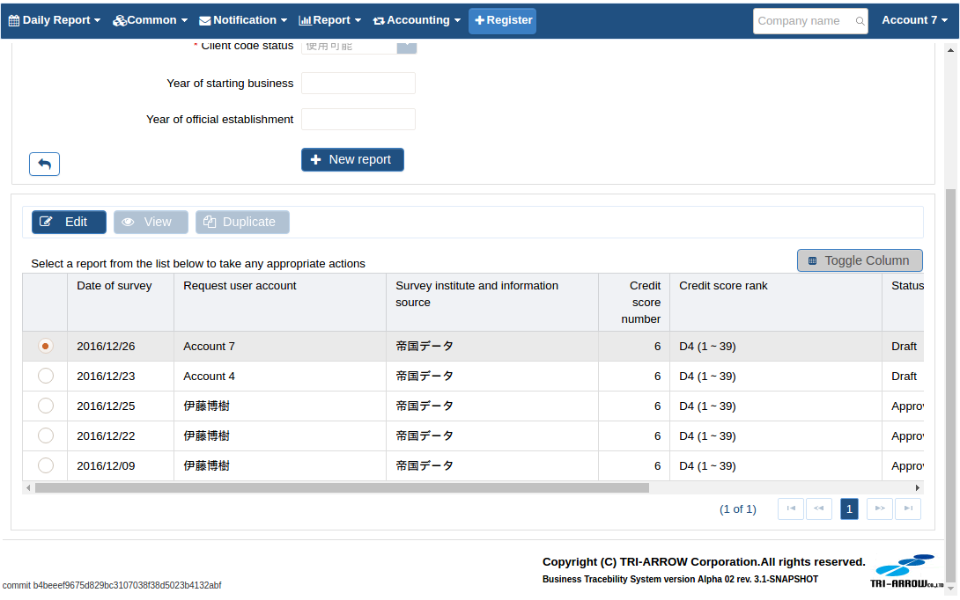 Daily Report Common Notification Report Accounting Register Company name Account 7
* Client code status 使用可能
Year of starting business
Year of official establishment
New report
Edit View Duplicate
Select a report from the list below to take any appropriate actions Toggle Column
Date of survey Request user account Survey institute and information Credit Credit score rank Status
source score
number
2016/12/26 Account 7 帝国データ 6 D4 (1 ~ 39) Draft
2016/12/23 Account 4 帝国データ 6 D4 (1 ~ 39) Draft
2016/12/25 伊藤博樹 帝国データ 6 D4 (1 ~ 39) Approv
2016/12/22 伊藤博樹 帝国データ 6 D4 (1 ~ 39) Approv
2016/12/09 伊藤博樹 帝国データ 6 D4 (1 ~ 39) Approv
(1 of 1) 1
Copyright (C) TRI-ARROW Corporation.All rights reserved.
Business Tracebility System version Alpha 02 rev. 3.1-SNAPSHOT
TRI-ARROW Co.,LTD
commit b4beeef9675d829bc3107038f38d5023b4132abf